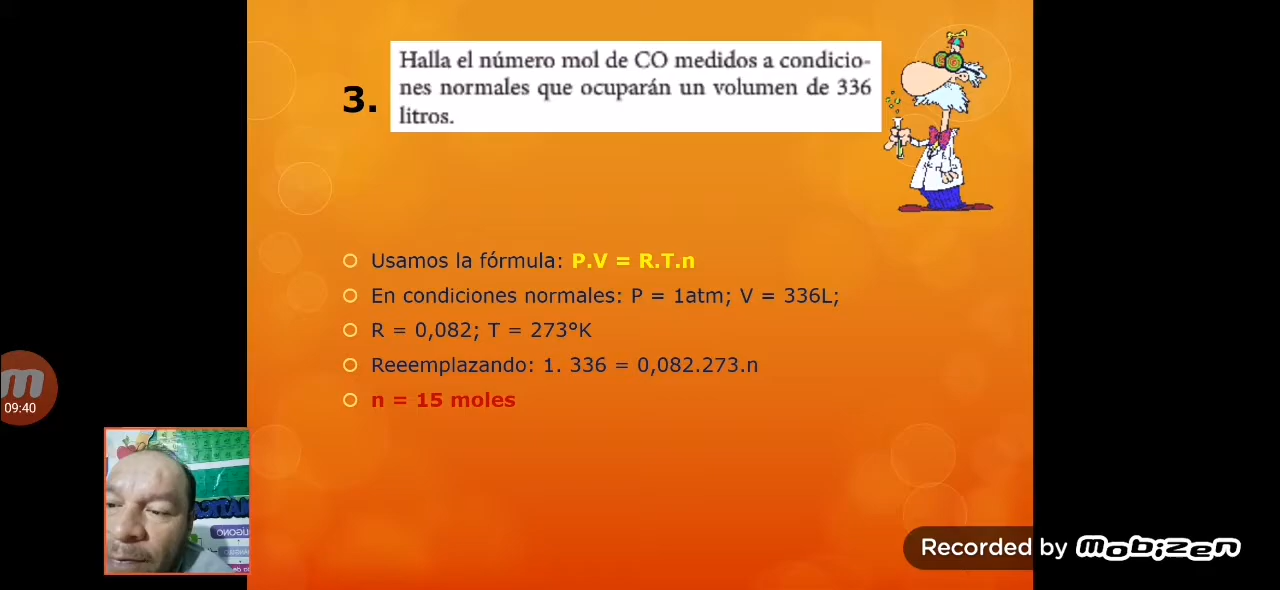 3.
Halla el número mol de CO medidos a condicio-
nes normales que ocuparán un volumen de 336
litros.
Usamos la fórmula: P.V = R.T.n
En condiciones normales: P = 1atm; V = 336L;
R = 0,082; T = 273°K
Reeemplazando: 1. 336 = 0,082.273.n
n = 15 moles
09:40
Recorded by mobizen